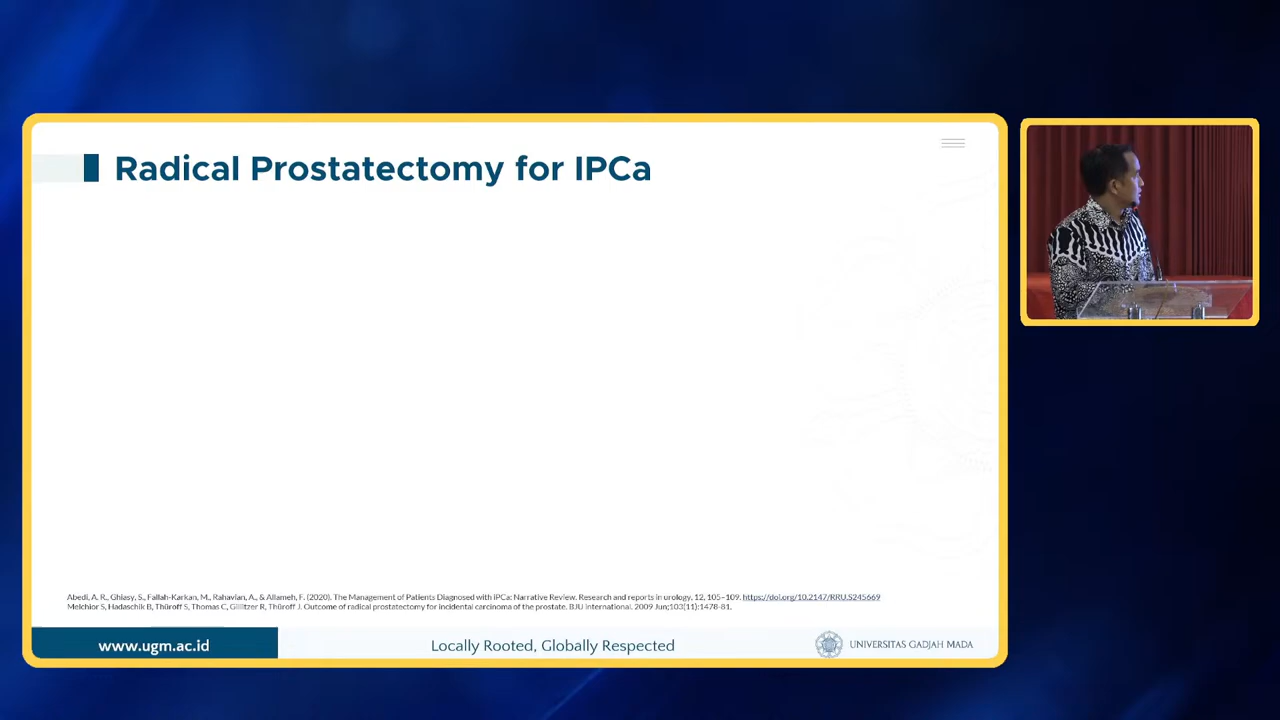 Radical Prostatectomy for IPCa
Abedi, A. R., Ghiasy, S., Fallah-Karkan, M., Rahavian, A., & Allameh, F. (2020). The Management of Patients Diagnosed with iPCa: Narrative Review. Research and reports in urology, 12, 105–109. https://doi.org/10.2147/RRU.S245669
Melchior S, Hadaschik B, Thüroff S, Thomas C, Gillitzer R, Thüroff J. Outcome of radical prostatectomy for incidental carcinoma of the prostate. BJU International. 2009 Jun;103(11):1478-81.
www.ugm.ac.id
Locally Rooted, Globally Respected
UNIVERSITAS GADJAH MADA